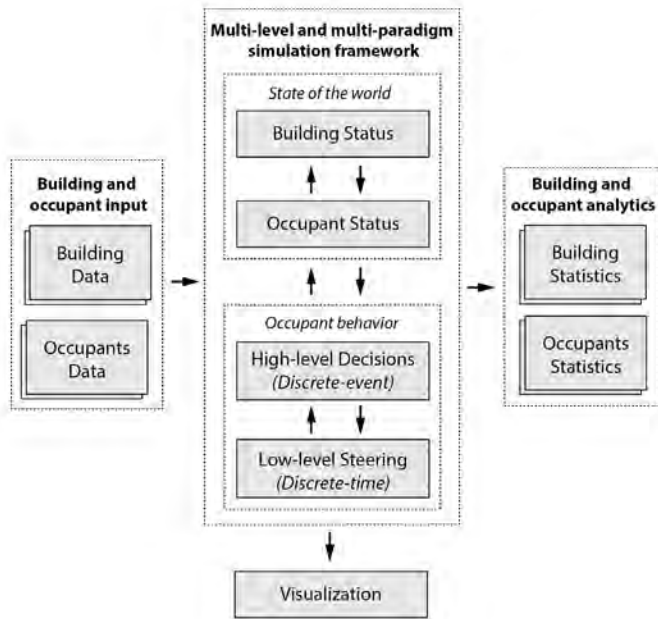 Multi-level and multi-paradigm
simulation framework
State of the world
Building Status
Occupant Status
Building and
occupant input
Building
Data
Occupants
Data
Occupant behavior
High-level Decisions
(Discrete-event)
Low-level Steering
(Discrete-time)
Building and
occupant analytics
Building
Statistics
Occupants
Statistics
Visualization